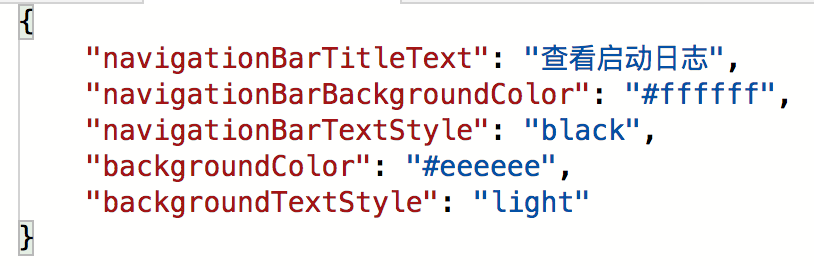 {
"navigationBarTitleText": "查看启动日志",
"navigationBarBackgroundColor": "#ffffff",
"navigationBarTextStyle": "black",
"backgroundColor": "#eeeeee",
"backgroundTextStyle": "light"
}